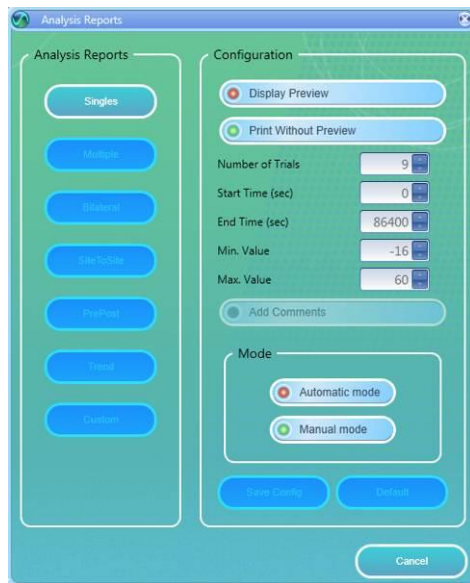 Analysis Reports
Analysis Reports
Singles
Multiple
Bilateral
SiteToSite
PrePost
Trend
Custom
Configuration
Display Preview
Print Without Preview
Number of Trials 9
Start Time (sec) 0
End Time (sec) 86400
Min. Value -16
Max. Value 60
Add Comments
Mode
Automatic mode
Manual mode
Save Config Default
Cancel